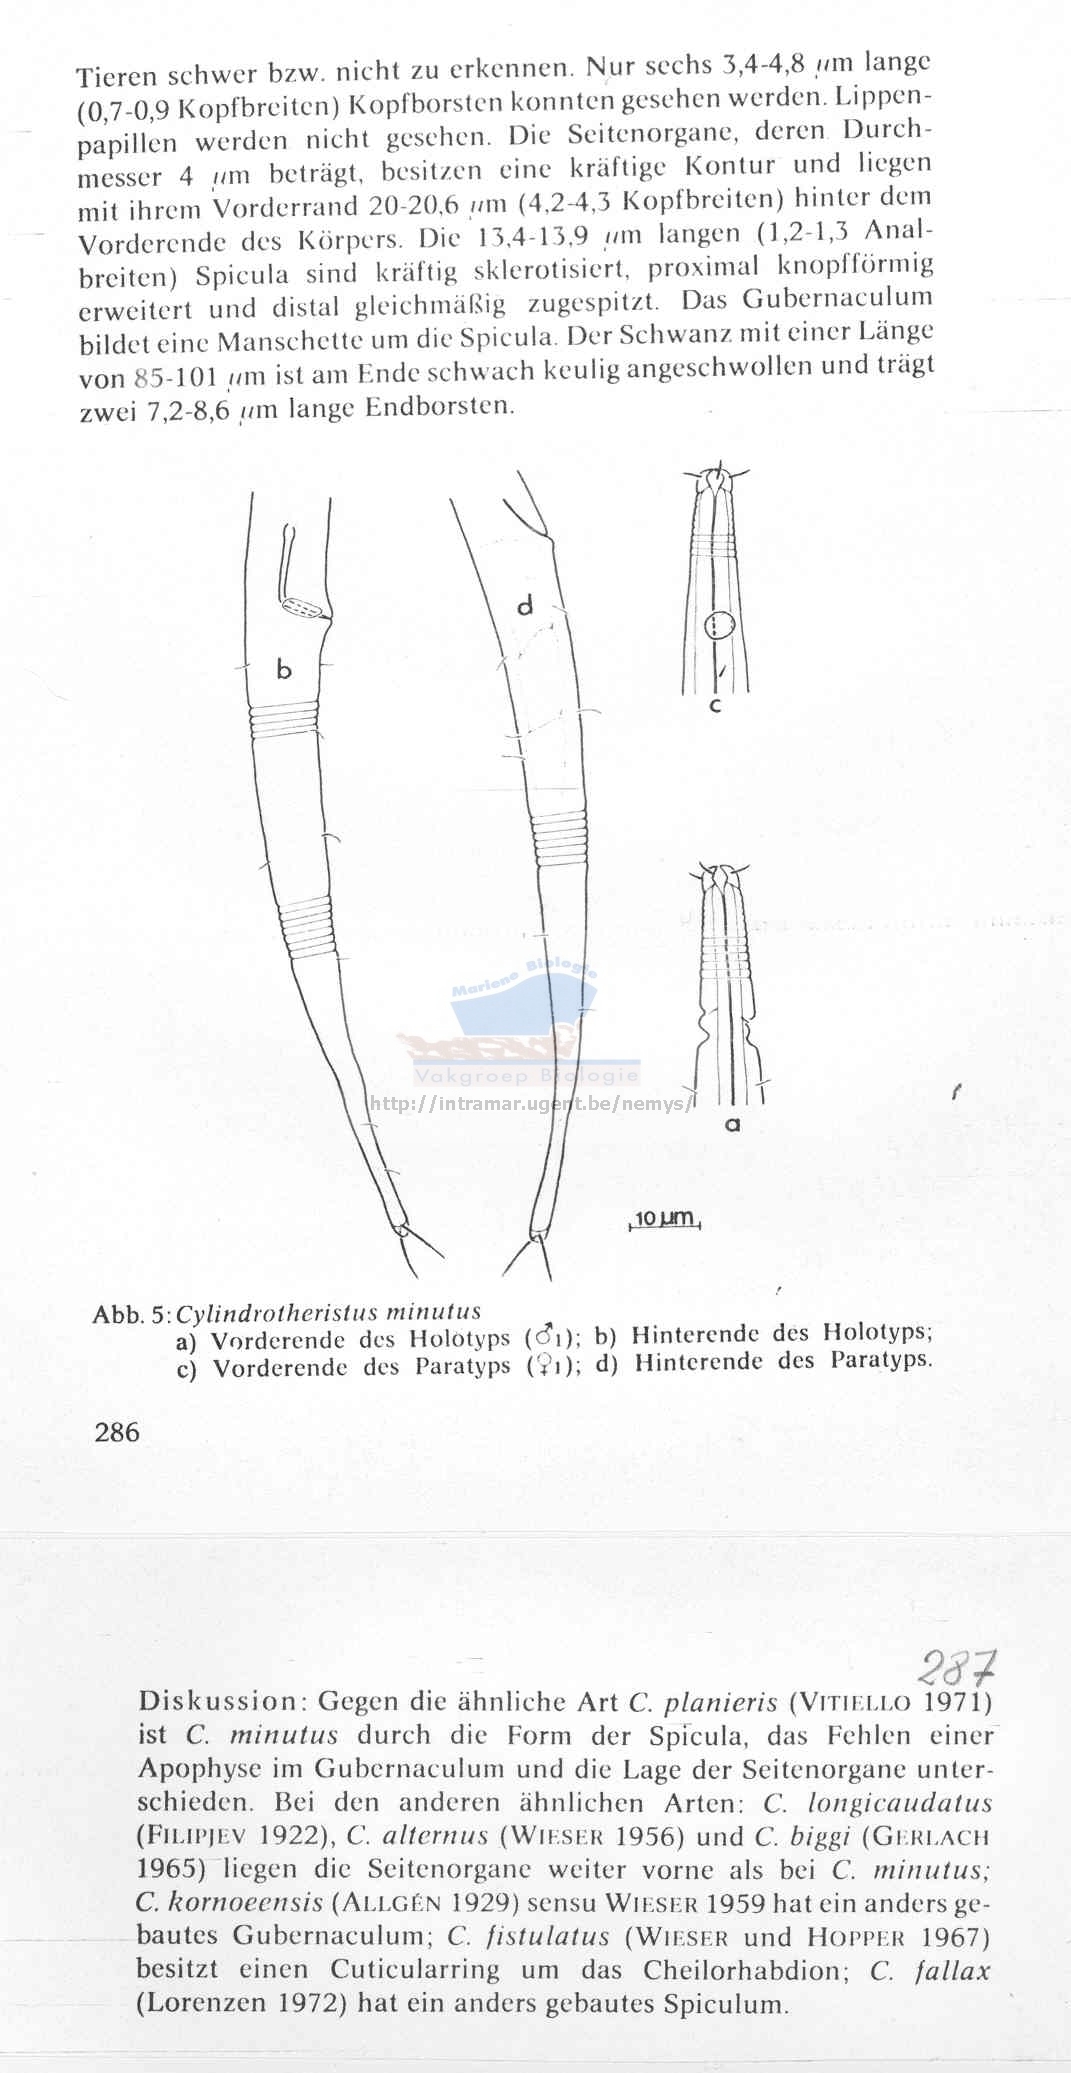 Tieren schwer bzw. nicht zu erkennen. Nur sechs 3,4-4,8 µm lange
(0,7-0,9 Kopfbreiten) Kopfborsten konnten gesehen werden. Lippen-
papillen werden nicht gesehen. Die Seitenorgane, deren Durch-
messer 4 µm beträgt, besitzen eine kräftige Kontur und liegen
mit ihrem Vorderrand 20-20,6 µm (4,2-4,3 Kopfbreiten) hinter dem
Vorderende des Körpers. Die 13,4-13,9 µm langen (1,2-1,3 Anal-
breiten) Spicula sind kräftig sklerotisiert, proximal knopfförmig
erweitert und distal gleichmäßig zugespitzt. Das Gubernaculum
bildet eine Manschette um die Spicula. Der Schwanz mit einer Länge
von 85-101 µm ist am Ende schwach keulig angeschwollen und trägt
zwei 7,2-8,6 µm lange Endborsten.
d
b
c
Mariene Biologie
Vakgroep Biologie
http://intramar.ugent.be/nemys/
a
10 µm
Abb. 5: Cylindrotheristus minutus
a) Vorderende des Holotyps (♂1); b) Hinterende des Holotyps;
c) Vorderende des Paratyps (♀1); d) Hinterende des Paratyps.
286
287
Diskussion: Gegen die ähnliche Art C. planieris (VITIELLO 1971)
ist C. minutus durch die Form der Spicula, das Fehlen einer
Apophyse im Gubernaculum und die Lage der Seitenorgane unter-
schieden. Bei den anderen ähnlichen Arten: C. longicaudatus
(FILIPJEV 1922), C. alternus (WIESER 1956) und C. biggi (GERLACH
1965) liegen die Seitenorgane weiter vorne als bei C. minutus;
C. kornoeensis (ALLGÉN 1929) sensu WIESER 1959 hat ein anders ge-
bautes Gubernaculum; C. fistulatus (WIESER und HOPPER 1967)
besitzt einen Cuticularring um das Cheilorhabdion; C. fallax
(Lorenzen 1972) hat ein anders gebautes Spiculum.